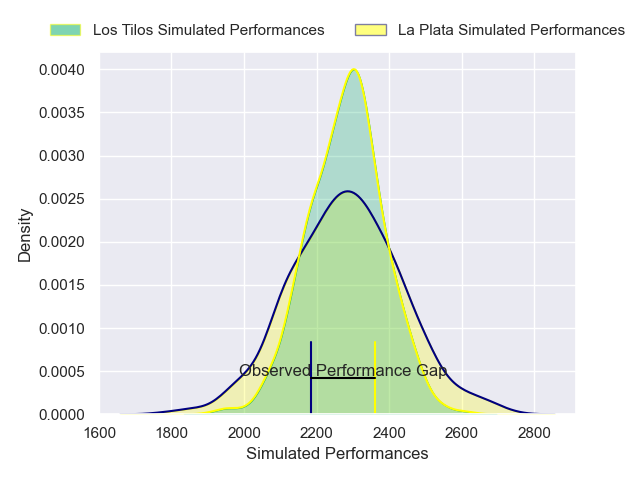 Los Tilos Simulated Performances La Plata Simulated Performances
0.0040
0.0035
0.0030
0.0025
0.0020
0.0015
0.0010
0.0005
0.0000
Density
Observed Performance Gap
1600 1800 2000 2200 2400 2600 2800
Simulated Performances